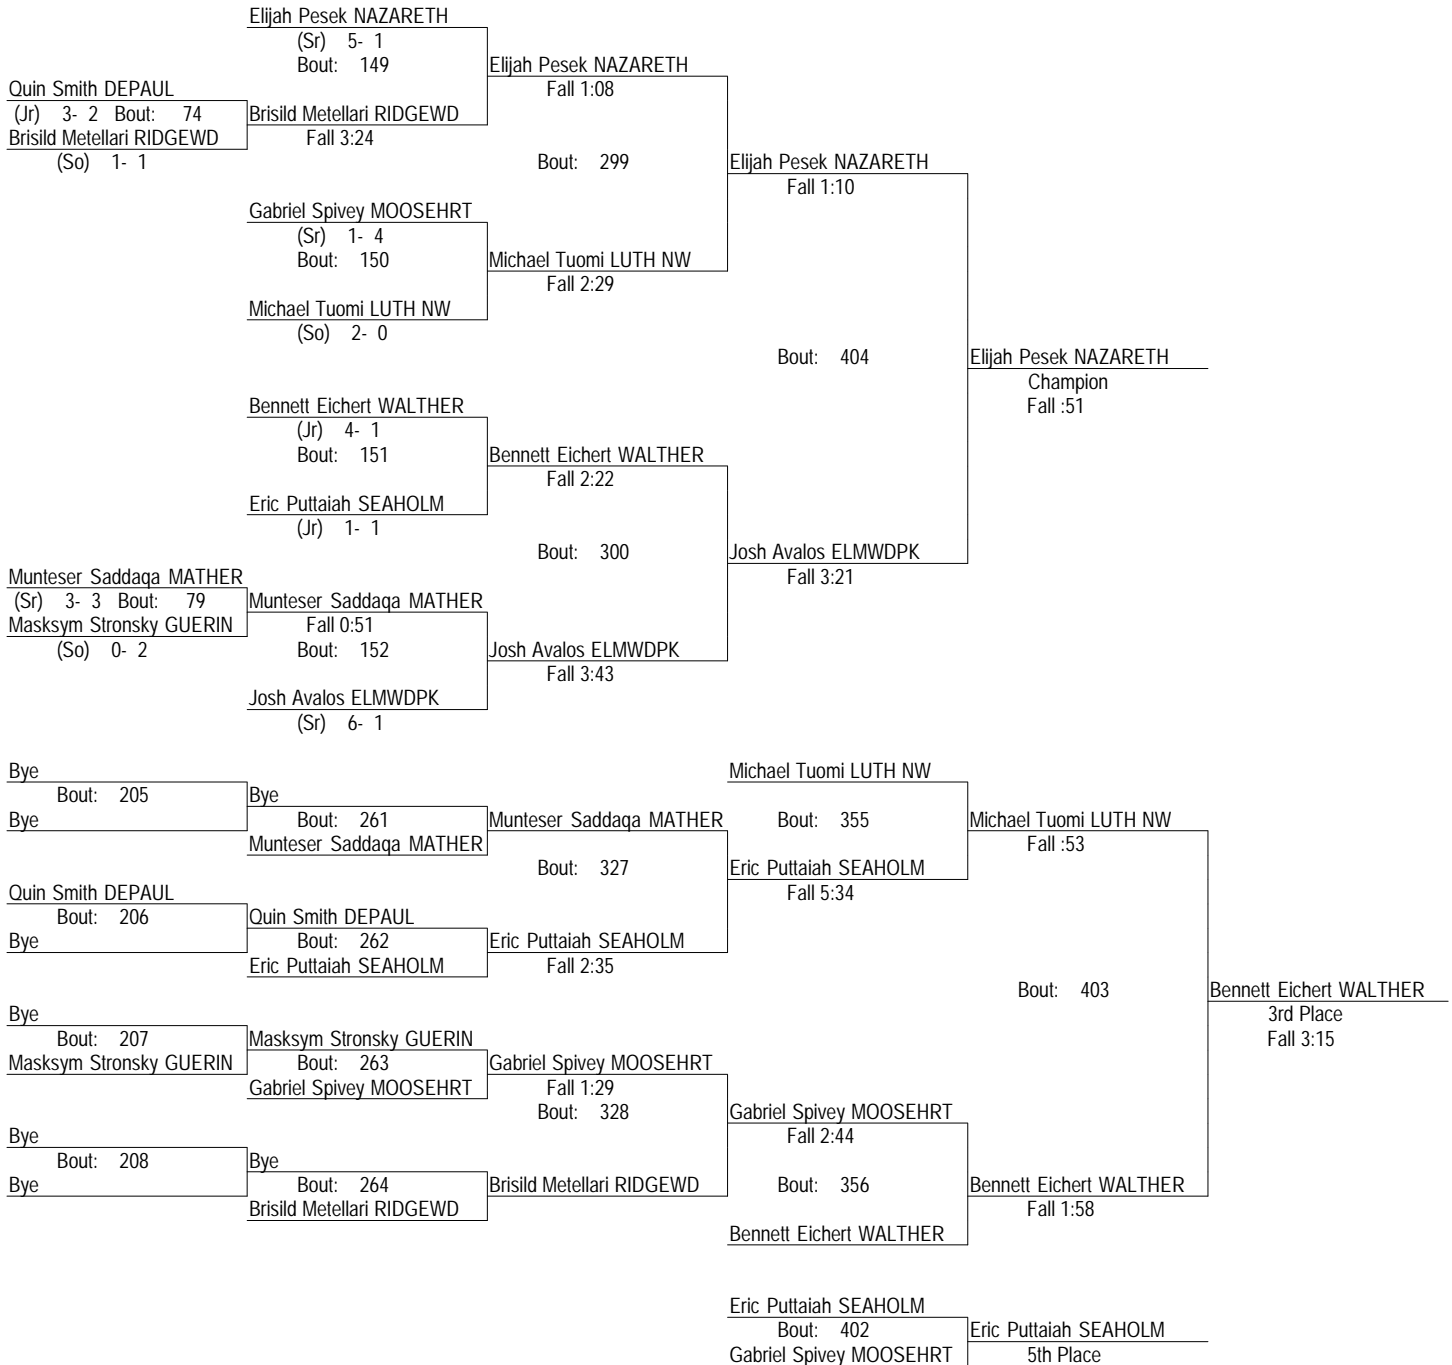 Elijah Pesek NAZARETH
(Sr) 5- 1
Bout: 149 Elijah Pesek NAZARETH
Quin Smith DEPAUL Fall 1:08
(Jr) 3- 2 Bout: 74 Brisild Metellari RIDGEWD
Brisild Metellari RIDGEWD Fall 3:24
(So) 1- 1 Bout: 299 Elijah Pesek NAZARETH
Fall 1:10
Gabriel Spivey MOOSEHRT
(Sr) 1- 4
Bout: 150 Michael Tuomi LUTH NW
Fall 2:29
Michael Tuomi LUTH NW
(So) 2- 0
Bout: 404 Elijah Pesek NAZARETH
Champion
Bennett Eichert WALTHER Fall :51
(Jr) 4- 1
Bout: 151 Bennett Eichert WALTHER
Fall 2:22
Eric Puttaiah SEAHOLM
(Jr) 1- 1
Bout: 300 Josh Avalos ELMWDPK
Munteser Saddaqa MATHER Fall 3:21
(Sr) 3- 3 Bout: 79 Munteser Saddaqa MATHER
Masksym Stronsky GUERIN Fall 0:51
(So) 0- 2 Bout: 152 Josh Avalos ELMWDPK
Fall 3:43
Josh Avalos ELMWDPK
(Sr) 6- 1
Bye Michael Tuomi LUTH NW
Bout: 205 Bye
Bye Bout: 261 Munteser Saddaqa MATHER Bout: 355 Michael Tuomi LUTH NW
Munteser Saddaqa MATHER Fall :53
Bout: 327 Eric Puttaiah SEAHOLM
Quin Smith DEPAUL Fall 5:34
Bout: 206 Quin Smith DEPAUL
Bye Bout: 262 Eric Puttaiah SEAHOLM
Eric Puttaiah SEAHOLM Fall 2:35
Bout: 403 Bennett Eichert WALTHER
Bye 3rd Place
Bout: 207 Masksym Stronsky GUERIN Fall 3:15
Masksym Stronsky GUERIN Bout: 263 Gabriel Spivey MOOSEHRT
Gabriel Spivey MOOSEHRT Fall 1:29
Bout: 328 Gabriel Spivey MOOSEHRT
Bye Fall 2:44
Bout: 208 Bye
Bye Bout: 264 Brisild Metellari RIDGEWD Bout: 356 Bennett Eichert WALTHER
Brisild Metellari RIDGEWD Fall 1:58
Bennett Eichert WALTHER
Eric Puttaiah SEAHOLM
Bout: 402 Eric Puttaiah SEAHOLM
Gabriel Spivey MOOSEHRT 5th Place